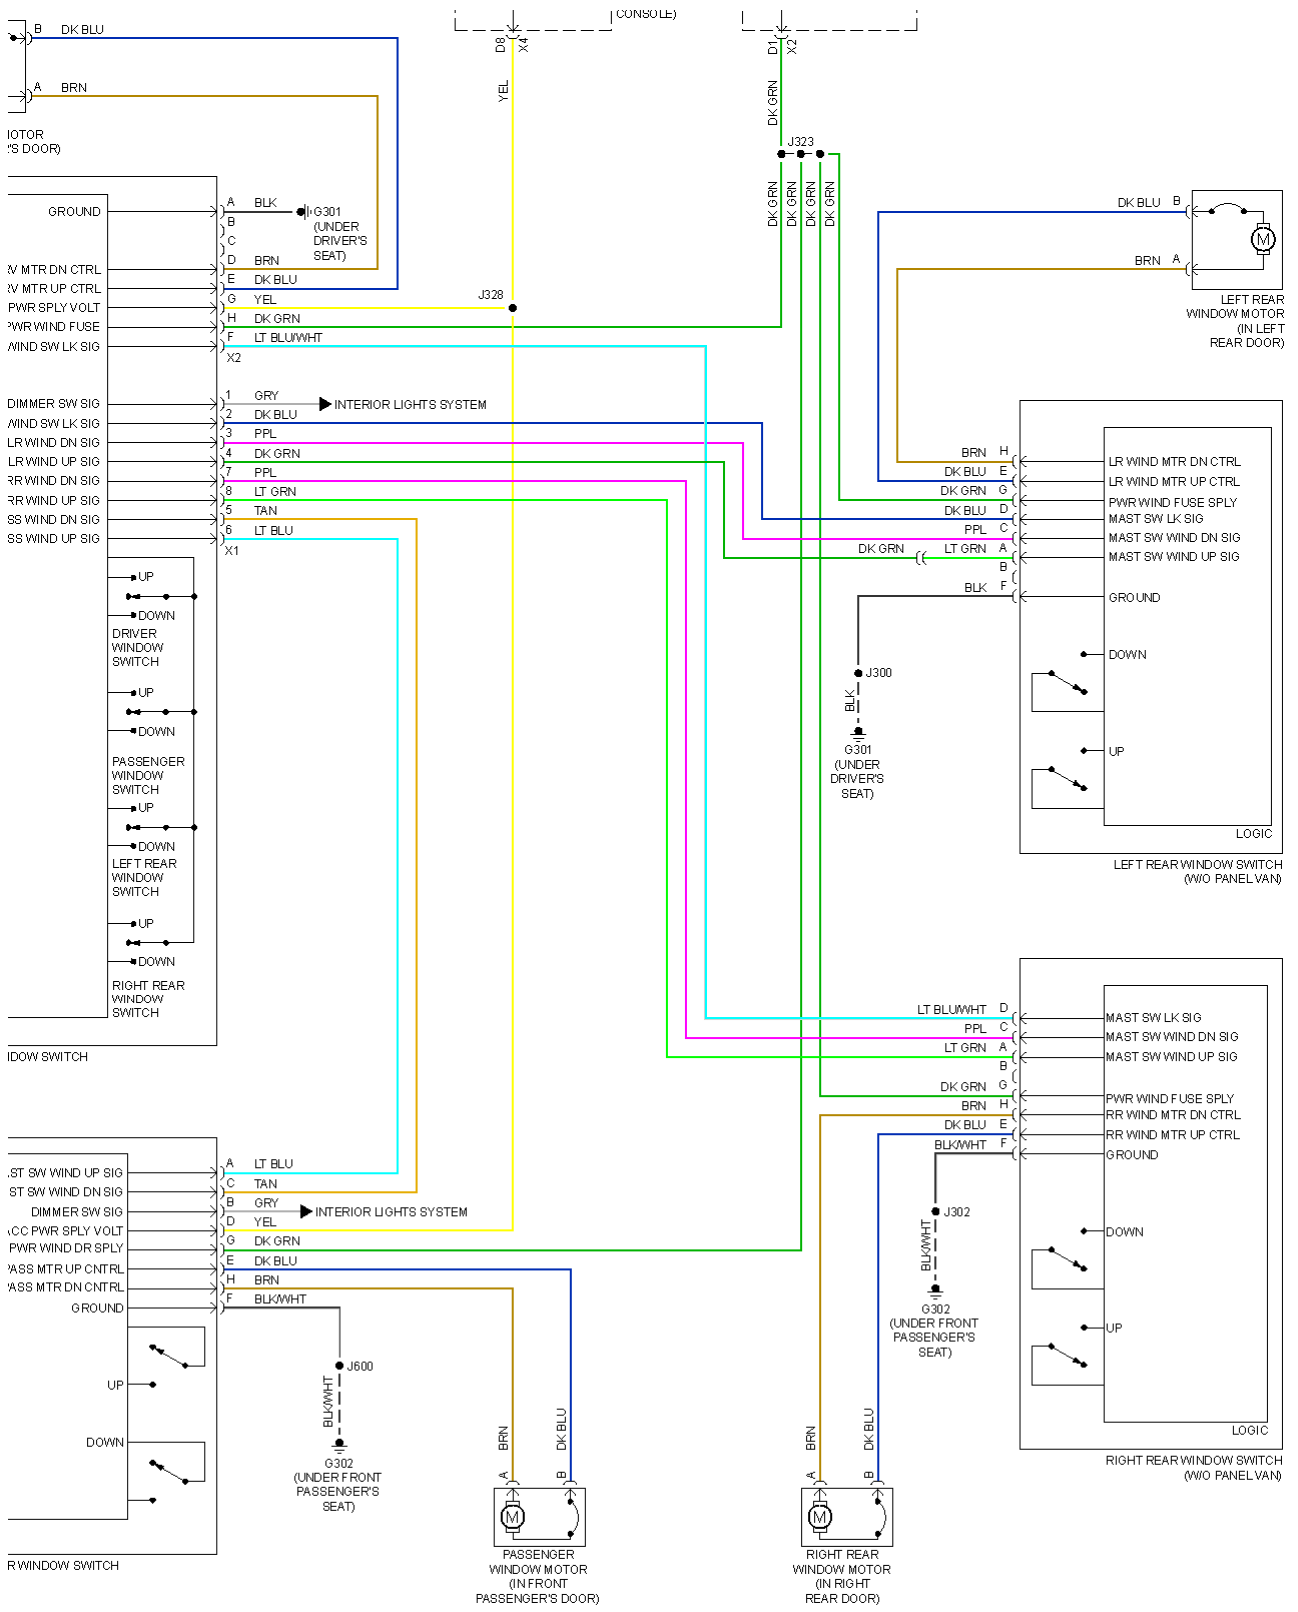 CONSOLE)
B DK BLU
A BRN
D8 X4
YEL
D1 X2
DK GRN
J323
DK GRN DK GRN DK GRN DK GRN
OTOR
'S DOOR)
GROUND A BLK
B
C
G301
(UNDER
DRIVER'S
SEAT)
RV MTR DN CTRL D BRN
RV MTR UP CTRL E DK BLU
PWR SPLY VOLT G YEL
J328
PWR WIND FUSE H DK GRN
WIND SW LK SIG F LT BLU/WHT
X2
DIMMER SW SIG 1 GRY INTERIOR LIGHTS SYSTEM
WIND SW LK SIG 2 DK BLU
LR WIND DN SIG 3 PPL
LR WIND UP SIG 4 DK GRN
RR WIND DN SIG 7 PPL
RR WIND UP SIG 8 LT GRN
SS WIND DN SIG 5 TAN
SS WIND UP SIG 6 LT BLU
X1
UP
DOWN
DRIVER
WINDOW
SWITCH
UP
DOWN
PASSENGER
WINDOW
SWITCH
UP
DOWN
LEFT REAR
WINDOW
SWITCH
UP
DOWN
RIGHT REAR
WINDOW
SWITCH
NDOW SWITCH
DK BLU B
M
BRN A
LEFT REAR
WINDOW MOTOR
(IN LEFT
REAR DOOR)
BRN H LR WIND MTR DN CTRL
DK BLU E LR WIND MTR UP CTRL
DK GRN G PWR WIND FUSE SPLY
DK BLU D MAST SW LK SIG
PPL C MAST SW WIND DN SIG
DK GRN LT GRN A MAST SW WIND UP SIG
B
BLK F GROUND
J300
BLK
G301
(UNDER
DRIVER'S
SEAT)
DOWN
UP
LOGIC
LEFT REAR WINDOW SWITCH
(W/O PANEL VAN)
LT BLU/WHT D MAST SW LK SIG
PPL C MAST SW WIND DN SIG
LT GRN A MAST SW WIND UP SIG
B
DK GRN G PWR WIND FUSE SPLY
BRN H RR WIND MTR DN CTRL
DK BLU E RR WIND MTR UP CTRL
BLK/WHT F GROUND
J302
BLK/WHT
G302
(UNDER FRONT
PASSENGER'S
SEAT)
DOWN
UP
LOGIC
RIGHT REAR WINDOW SWITCH
(W/O PANEL VAN)
ST SW WIND UP SIG A LT BLU
ST SW WIND DN SIG C TAN
DIMMER SW SIG B GRY INTERIOR LIGHTS SYSTEM
ACC PWR SPLY VOLT D YEL
PWR WIND DR SPLY G DK GRN
PASS MTR UP CNTRL E DK BLU
PASS MTR DN CNTRL H BRN
GROUND F BLK/WHT
J600
BLK/WHT
G302
(UNDER FRONT
PASSENGER'S
SEAT)
UP
DOWN
R WINDOW SWITCH
BRN DK BLU
A B
M
PASSENGER
WINDOW MOTOR
(IN FRONT
PASSENGER'S DOOR)
BRN DK BLU
A B
M
RIGHT REAR
WINDOW MOTOR
(IN RIGHT
REAR DOOR)